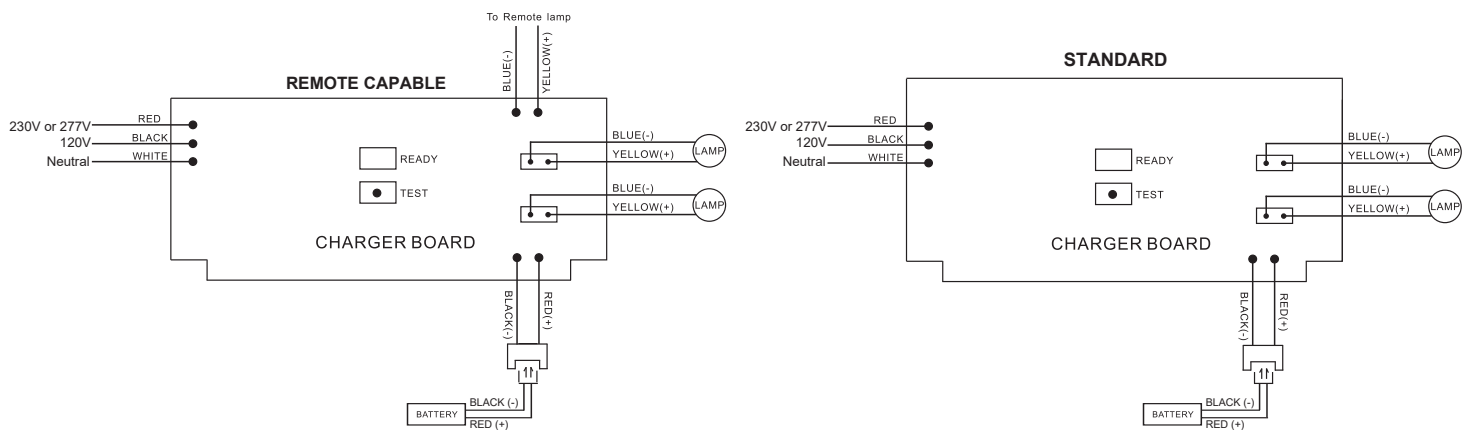 To Remote lamp
BLUE(-)
YELLOW(+)
REMOTE CAPABLE
230V or 277V
RED
120V
BLACK
Neutral
WHITE
READY
TEST
BLUE(-)
YELLOW(+)
LAMP
BLUE(-)
YELLOW(+)
LAMP
CHARGER BOARD
BLACK(-)
RED(+)
BATTERY
BLACK (-)
RED (+)
STANDARD
230V or 277V
RED
120V
BLACK
Neutral
WHITE
READY
TEST
BLUE(-)
YELLOW(+)
LAMP
BLUE(-)
YELLOW(+)
LAMP
CHARGER BOARD
BLACK(-)
RED(+)
BATTERY
BLACK (-)
RED (+)